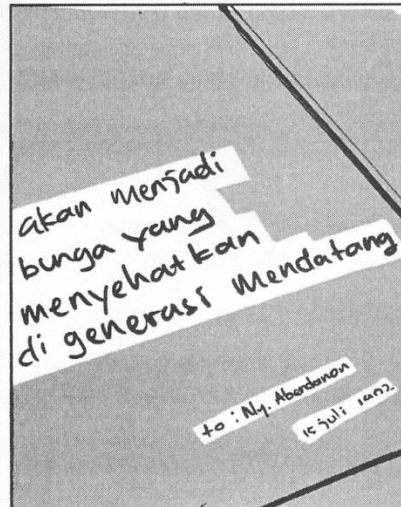 akan menjadi
bunga yang
menyehatkan
di generasi mendatang
to : Ny. Abendanon
15 juli 1902